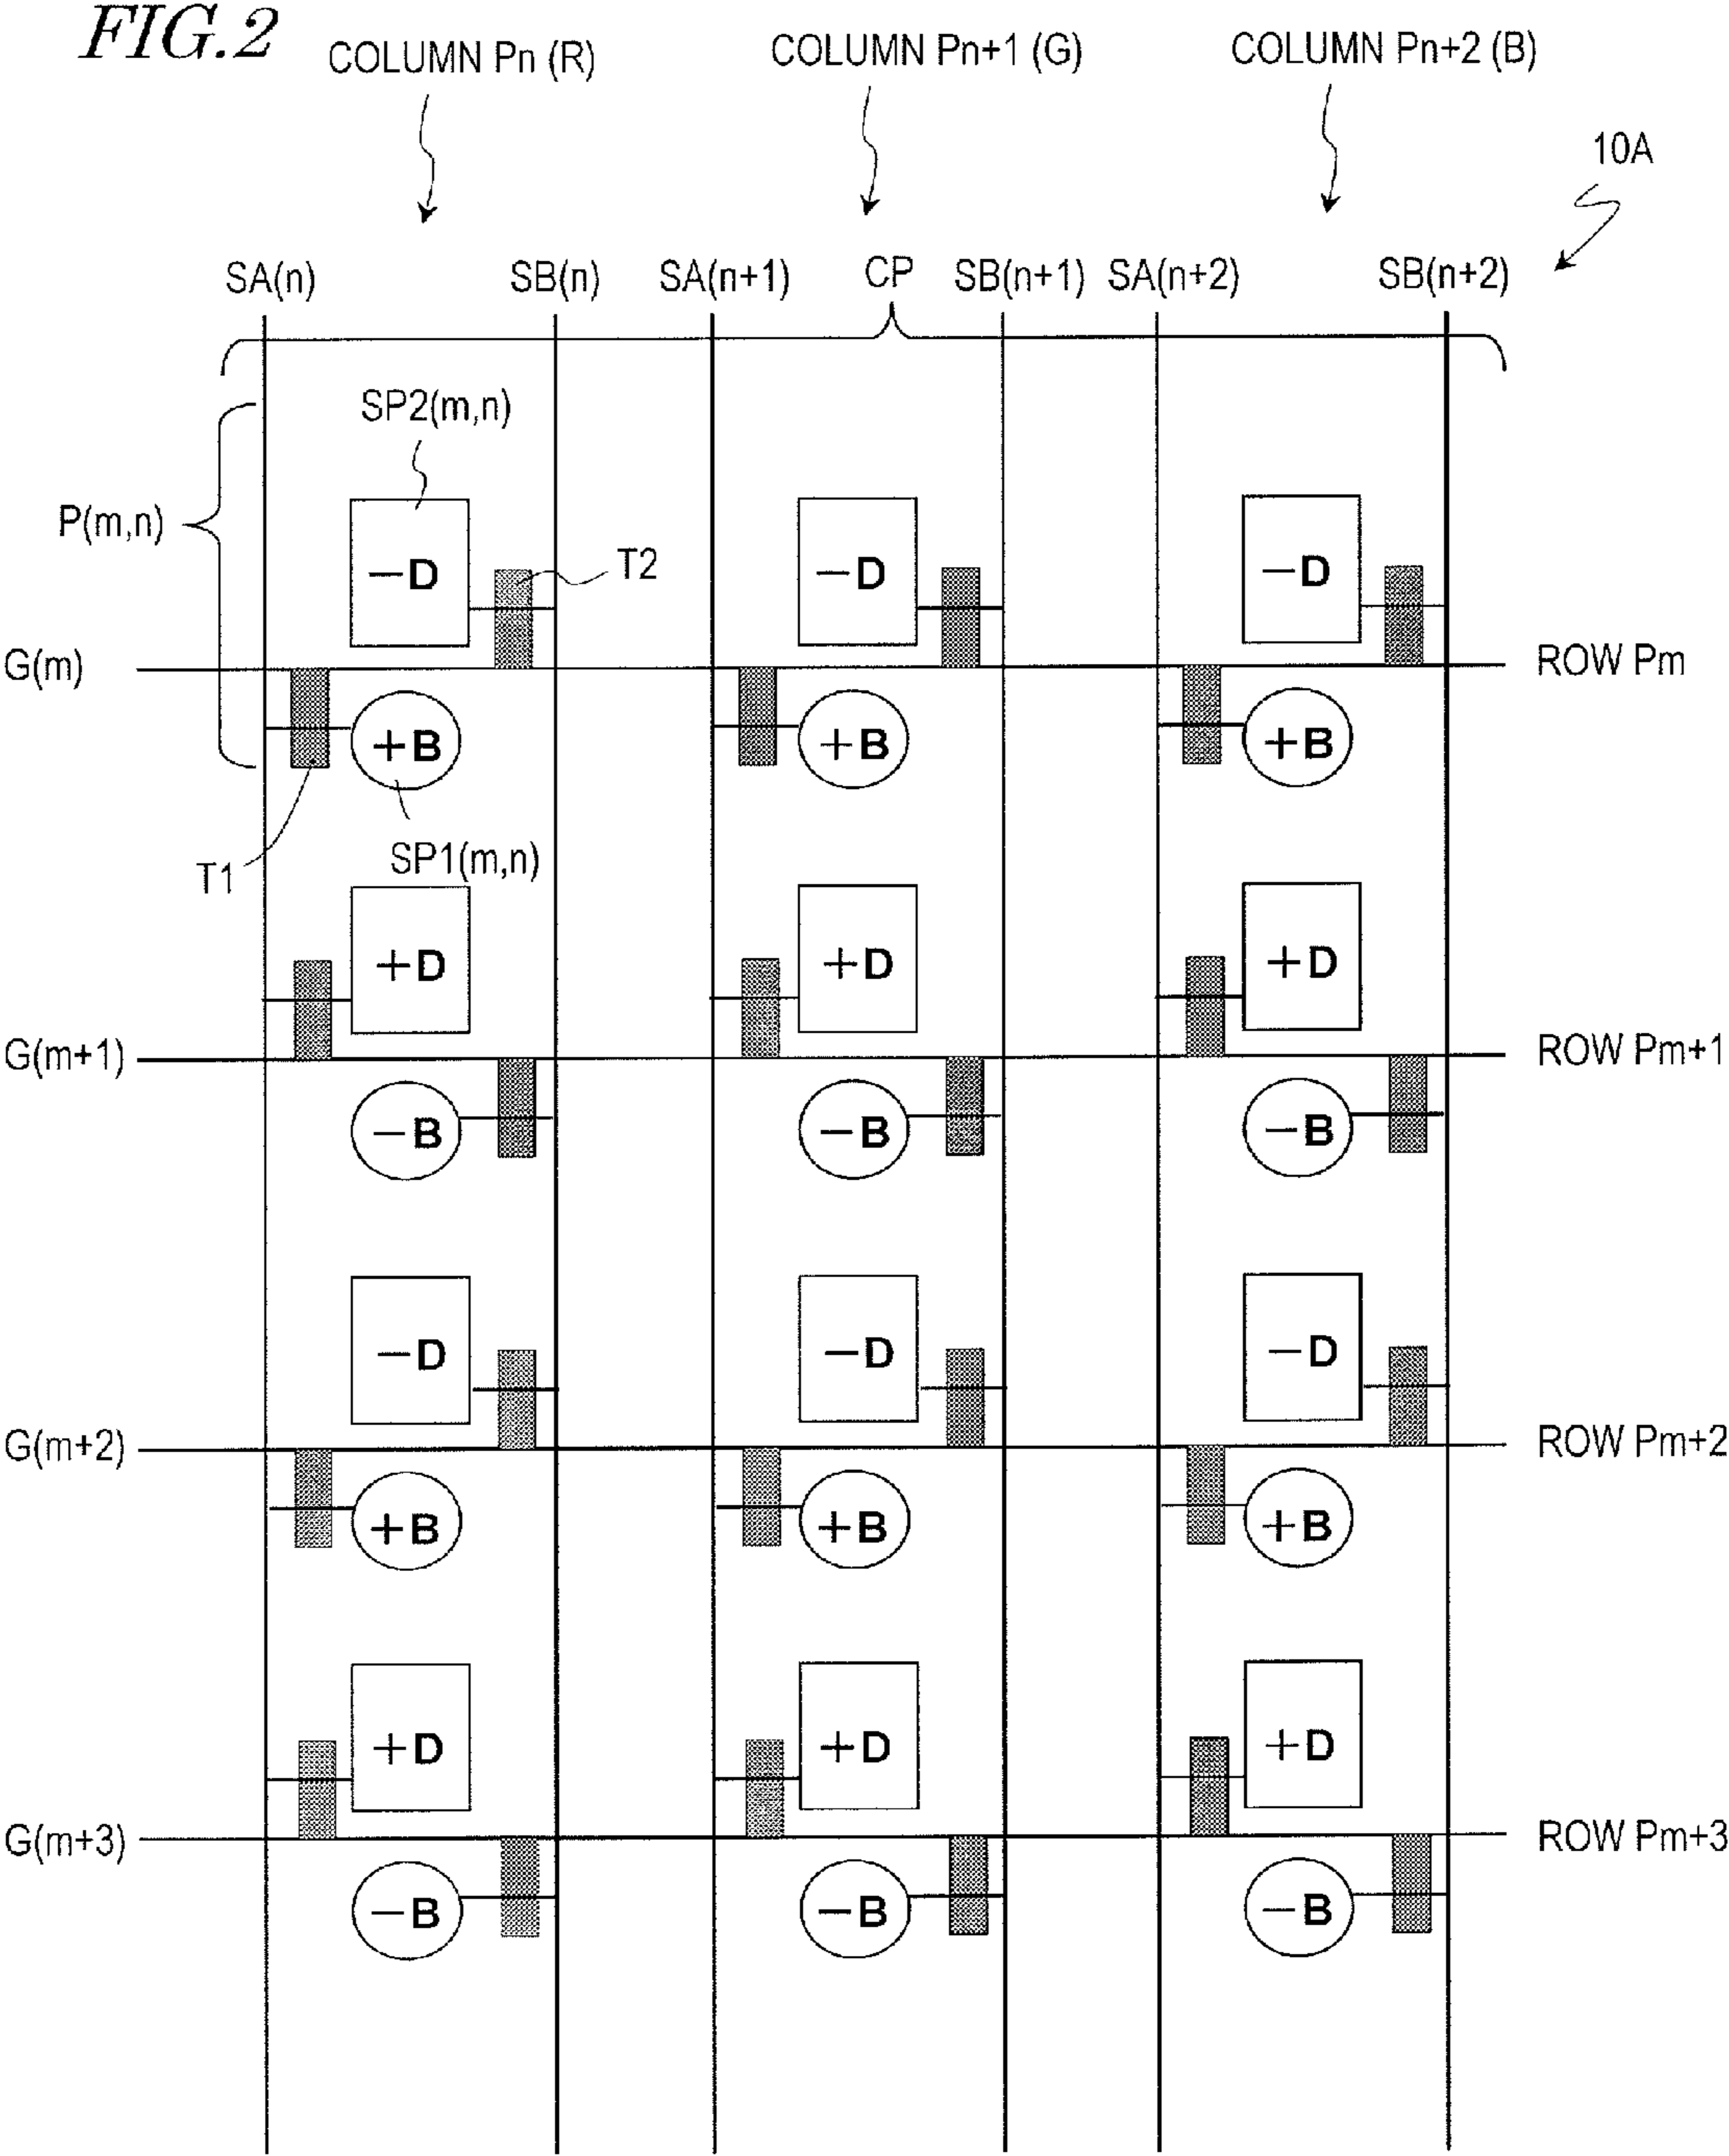 FIG.2
COLUMN Pn (R)
COLUMN Pn+1 (G)
COLUMN Pn+2 (B)
10A
SA(n)
SB(n)
SA(n+1)
CP
SB(n+1)
SA(n+2)
SB(n+2)
SP2(m,n)
P(m,n)
−D
T2
−D
−D
G(m)
ROW Pm
+B
+B
+B
T1
SP1(m,n)
+D
+D
+D
G(m+1)
ROW Pm+1
−B
−B
−B
−D
−D
−D
G(m+2)
ROW Pm+2
+B
+B
+B
+D
+D
+D
G(m+3)
ROW Pm+3
−B
−B
−B